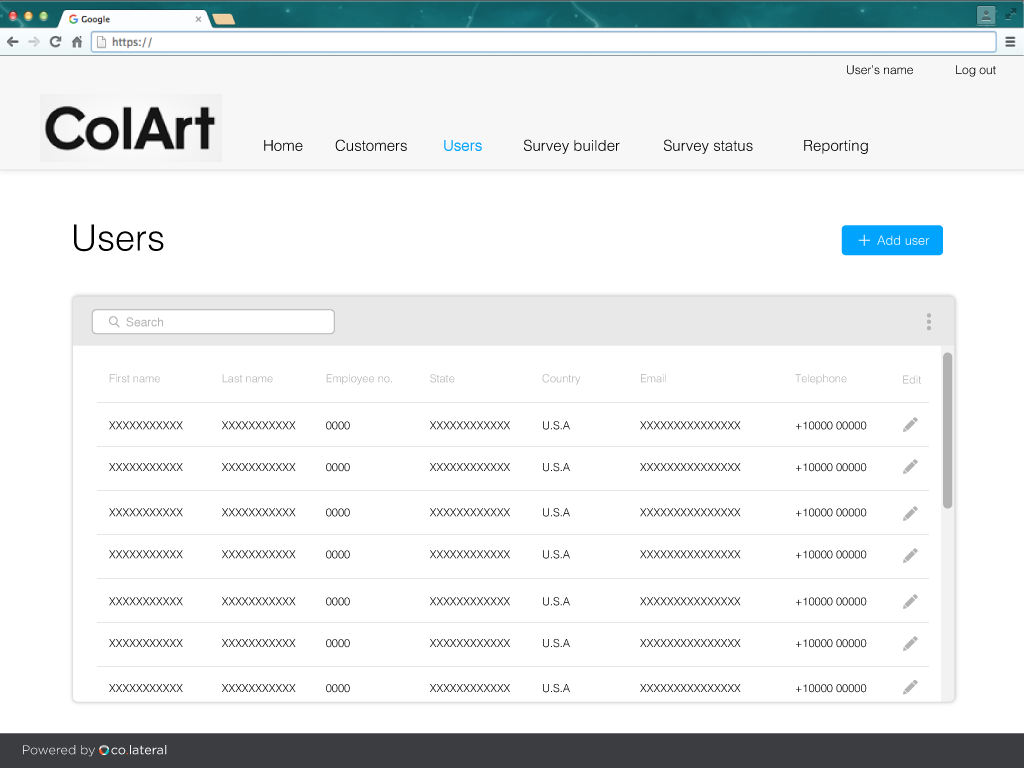 Google
https://
User's name Log out
ColArt
Home Customers Users Survey builder Survey status Reporting
Users
Add user
Search
First name Last name Employee no. State Country Email Telephone Edit
XXXXXXXXXXX XXXXXXXXXXX 0000 XXXXXXXXXXXX U.S.A XXXXXXXXXXXXXXX +10000 00000
XXXXXXXXXXX XXXXXXXXXXX 0000 XXXXXXXXXXXX U.S.A XXXXXXXXXXXXXXX +10000 00000
XXXXXXXXXXX XXXXXXXXXXX 0000 XXXXXXXXXXXX U.S.A XXXXXXXXXXXXXXX +10000 00000
XXXXXXXXXXX XXXXXXXXXXX 0000 XXXXXXXXXXXX U.S.A XXXXXXXXXXXXXXX +10000 00000
XXXXXXXXXXX XXXXXXXXXXX 0000 XXXXXXXXXXXX U.S.A XXXXXXXXXXXXXXX +10000 00000
XXXXXXXXXXX XXXXXXXXXXX 0000 XXXXXXXXXXXX U.S.A XXXXXXXXXXXXXXX +10000 00000
XXXXXXXXXXX XXXXXXXXXXX 0000 XXXXXXXXXXXX U.S.A XXXXXXXXXXXXXXX +10000 00000
Powered by co.lateral